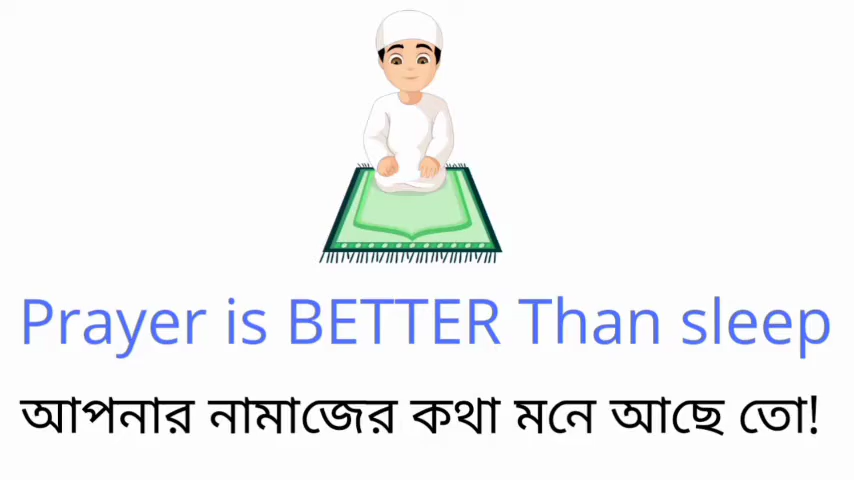 Prayer is BETTER Than sleep
আপনার নামাজের কথা মনে আছে তো!